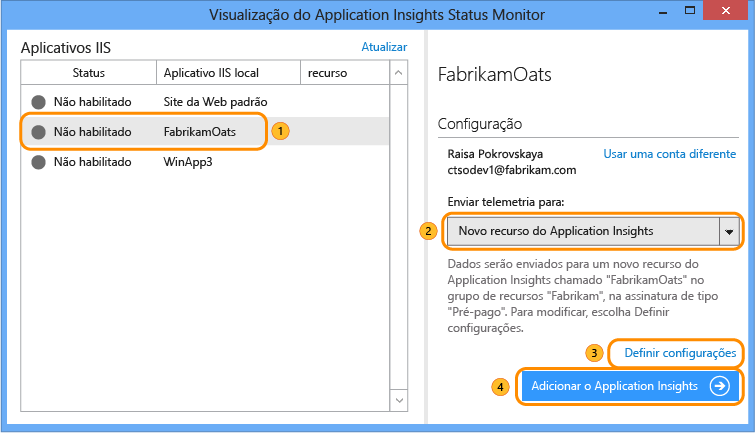 Visualização do Application Insights Status Monitor
Aplicativos IIS
Atualizar
Status Aplicativo IIS local recurso
Não habilitado Site da Web padrão
Não habilitado FabrikamOats 1
Não habilitado WinApp3
FabrikamOats
Configuração
Raisa Pokrovskaya Usar uma conta diferente
ctsodev1@fabrikam.com
Enviar telemetria para:
2 Novo recurso do Application Insights
Dados serão enviados para um novo recurso do
Application Insights chamado "FabrikamOats" no
grupo de recursos "Fabrikam", na assinatura de tipo
"Pré-pago". Para modificar, escolha Definir
configurações.
3 Definir configurações
4 Adicionar o Application Insights